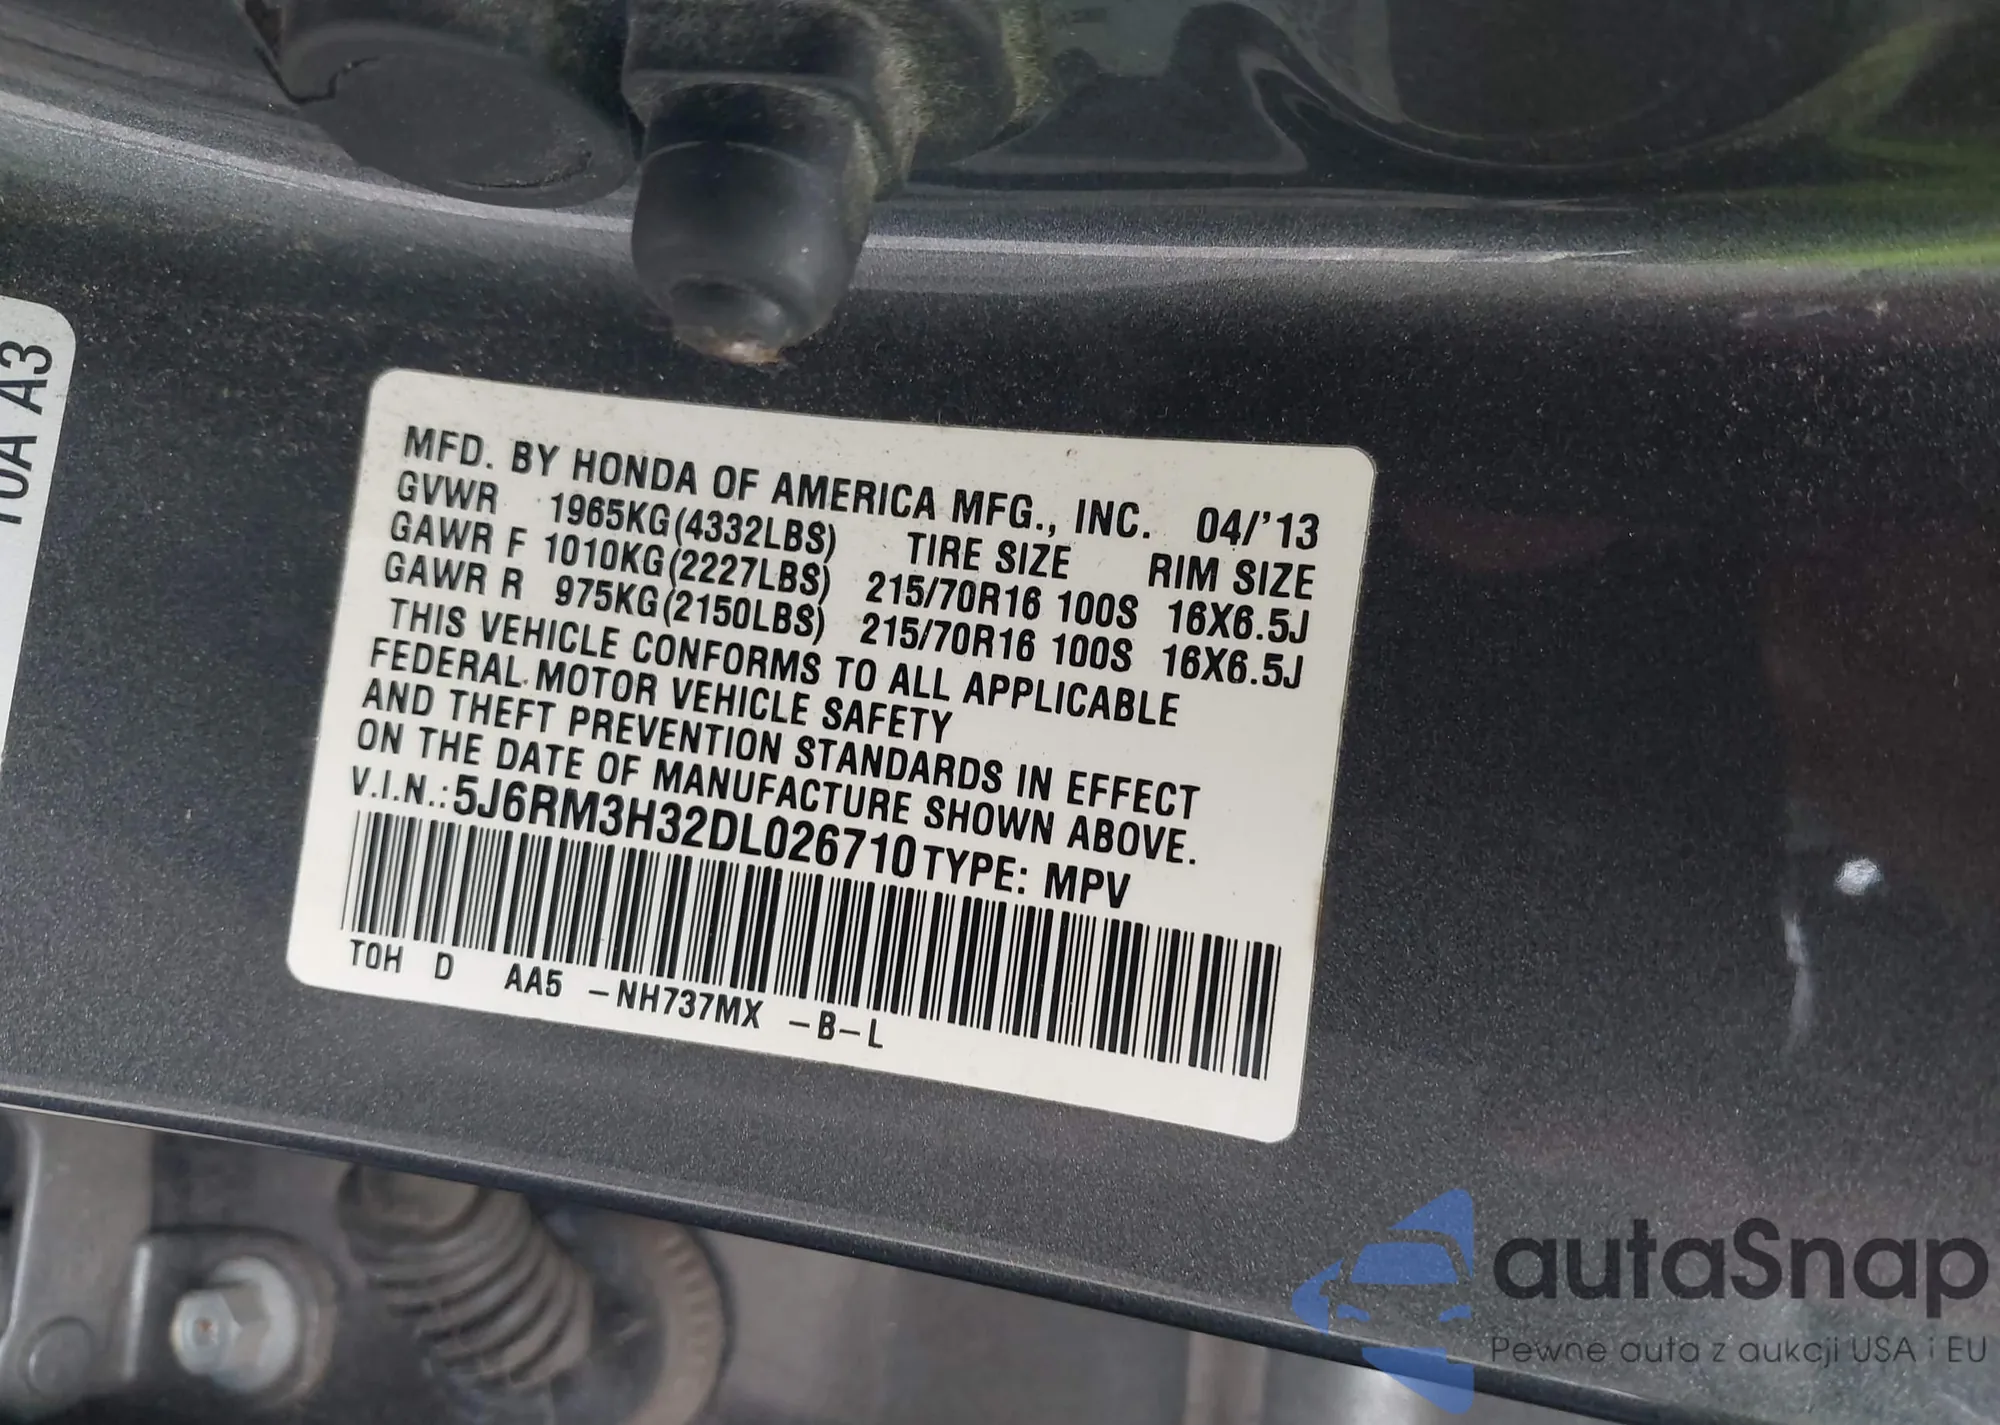 10A A3
MFD. BY HONDA OF AMERICA MFG., INC. 04/'13
GVWR 1965KG(4332LBS) TIRE SIZE RIM SIZE
GAWR F 1010KG(2227LBS) 215/70R16 100S 16X6.5J
GAWR R 975KG(2150LBS) 215/70R16 100S 16X6.5J
THIS VEHICLE CONFORMS TO ALL APPLICABLE
FEDERAL MOTOR VEHICLE SAFETY
AND THEFT PREVENTION STANDARDS IN EFFECT
ON THE DATE OF MANUFACTURE SHOWN ABOVE.
V.I.N.:5J6RM3H32DL026710 TYPE: MPV
TOH D AA5 -NH737MX -B-L
autaSnap
Pewne auta z aukcji USA i EU